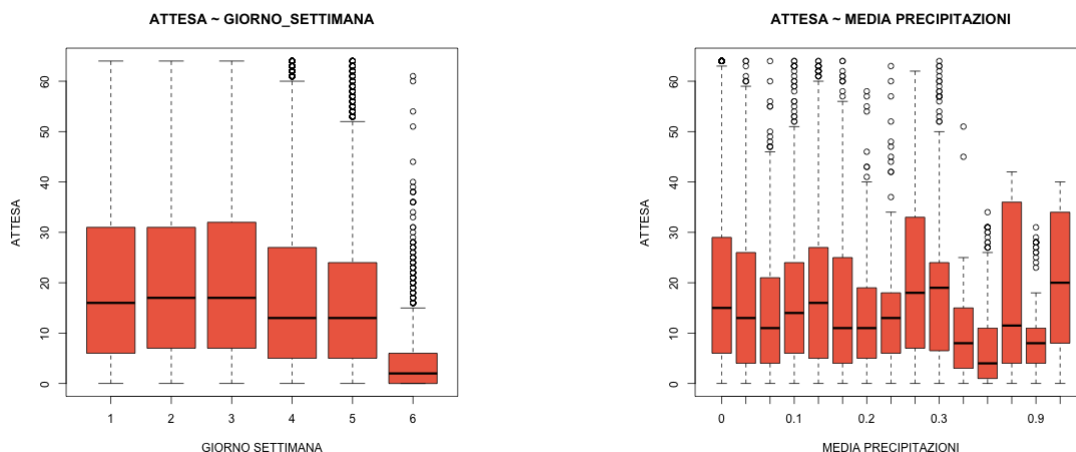 ATTESA ~ GIORNO_SETTIMANA
ATTESA
60
50
40
30
20
10
0
1 2 3 4 5 6
GIORNO SETTIMANA
ATTESA ~ MEDIA PRECIPITAZIONI
ATTESA
60
50
40
30
20
10
0
0 0.1 0.2 0.3 0.9
MEDIA PRECIPITAZIONI